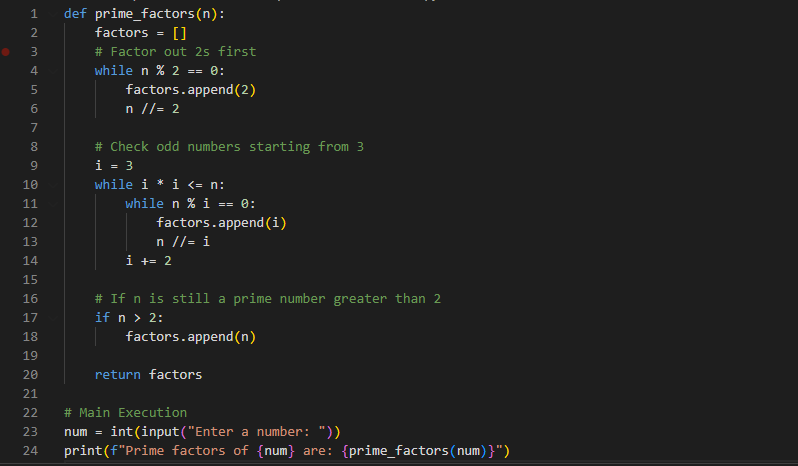 1 def prime_factors(n):
2     factors = []
3     # Factor out 2s first
4     while n % 2 == 0:
5         factors.append(2)
6         n //= 2
7
8     # Check odd numbers starting from 3
9     i = 3
10     while i * i <= n:
11         while n % i == 0:
12             factors.append(i)
13             n //= i
14         i += 2
15
16     # If n is still a prime number greater than 2
17     if n > 2:
18         factors.append(n)
19
20     return factors
21
22 # Main Execution
23 num = int(input("Enter a number: "))
24 print(f"Prime factors of {num} are: {prime_factors(num)}")